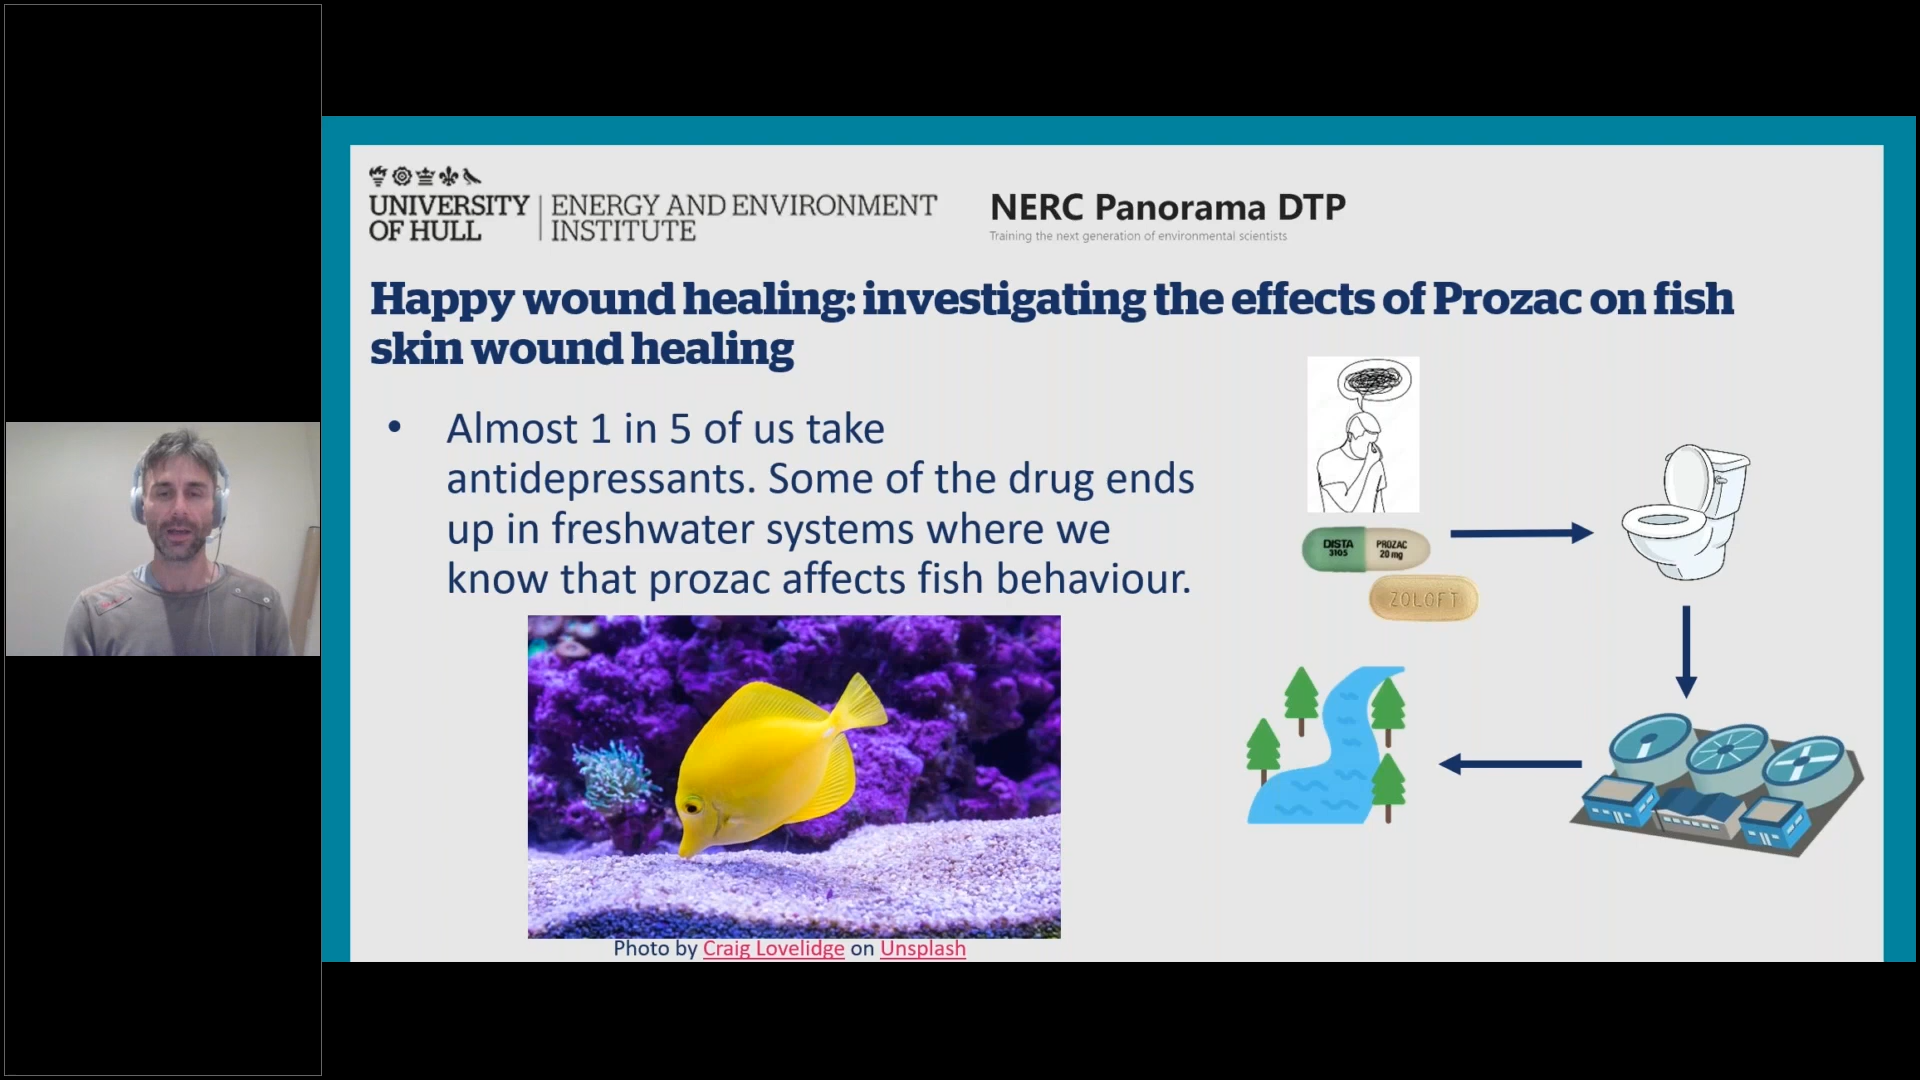 UNIVERSITY
OF HULL
ENERGY AND ENVIRONMENT
INSTITUTE
NERC Panorama DTP
Training the next generation of environmental scientists
Happy wound healing: investigating the effects of Prozac on fish
skin wound healing
• Almost 1 in 5 of us take
antidepressants. Some of the drug ends
up in freshwater systems where we
know that prozac affects fish behaviour.
DISTA
3105
PROZAC
20 mg
ZOLOFT
Photo by Craig Lovelidge on Unsplash